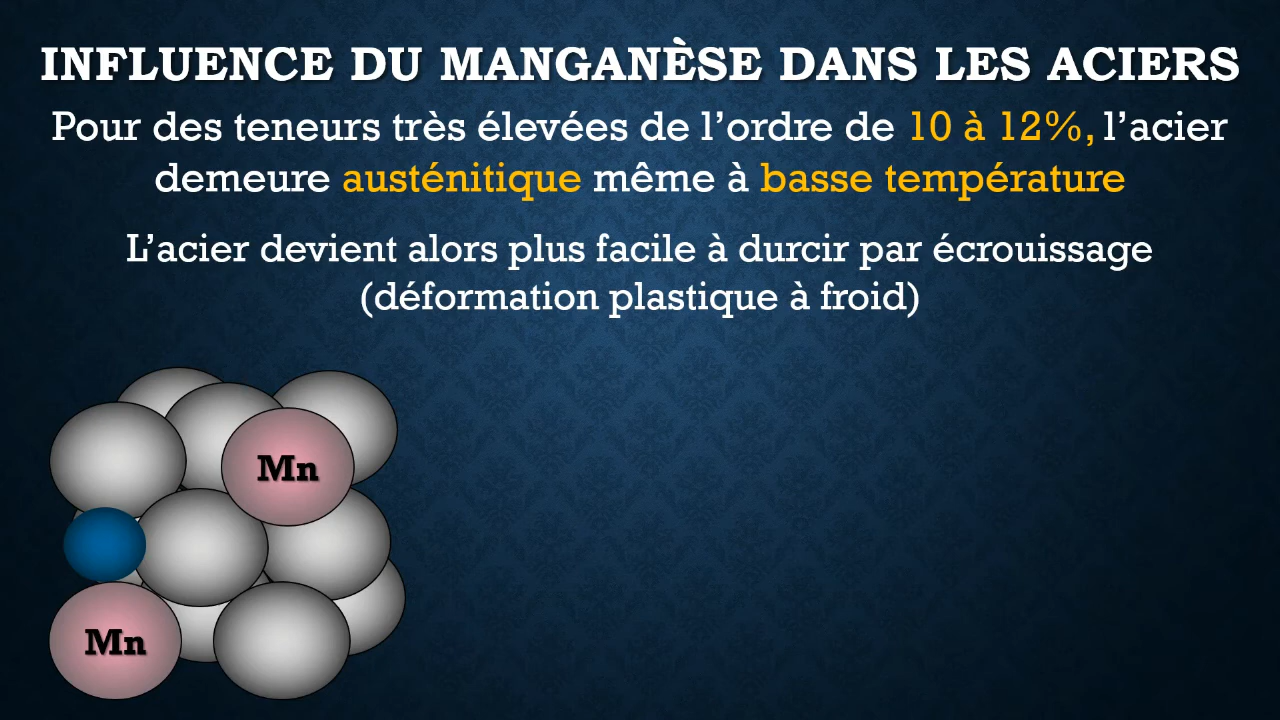 INFLUENCE DU MANGANÈSE DANS LES ACIERS
Pour des teneurs très élevées de l’ordre de 10 à 12%, l’acier
demeure austénitique même à basse température
L’acier devient alors plus facile à durcir par écrouissage
(déformation plastique à froid)
Mn
Mn